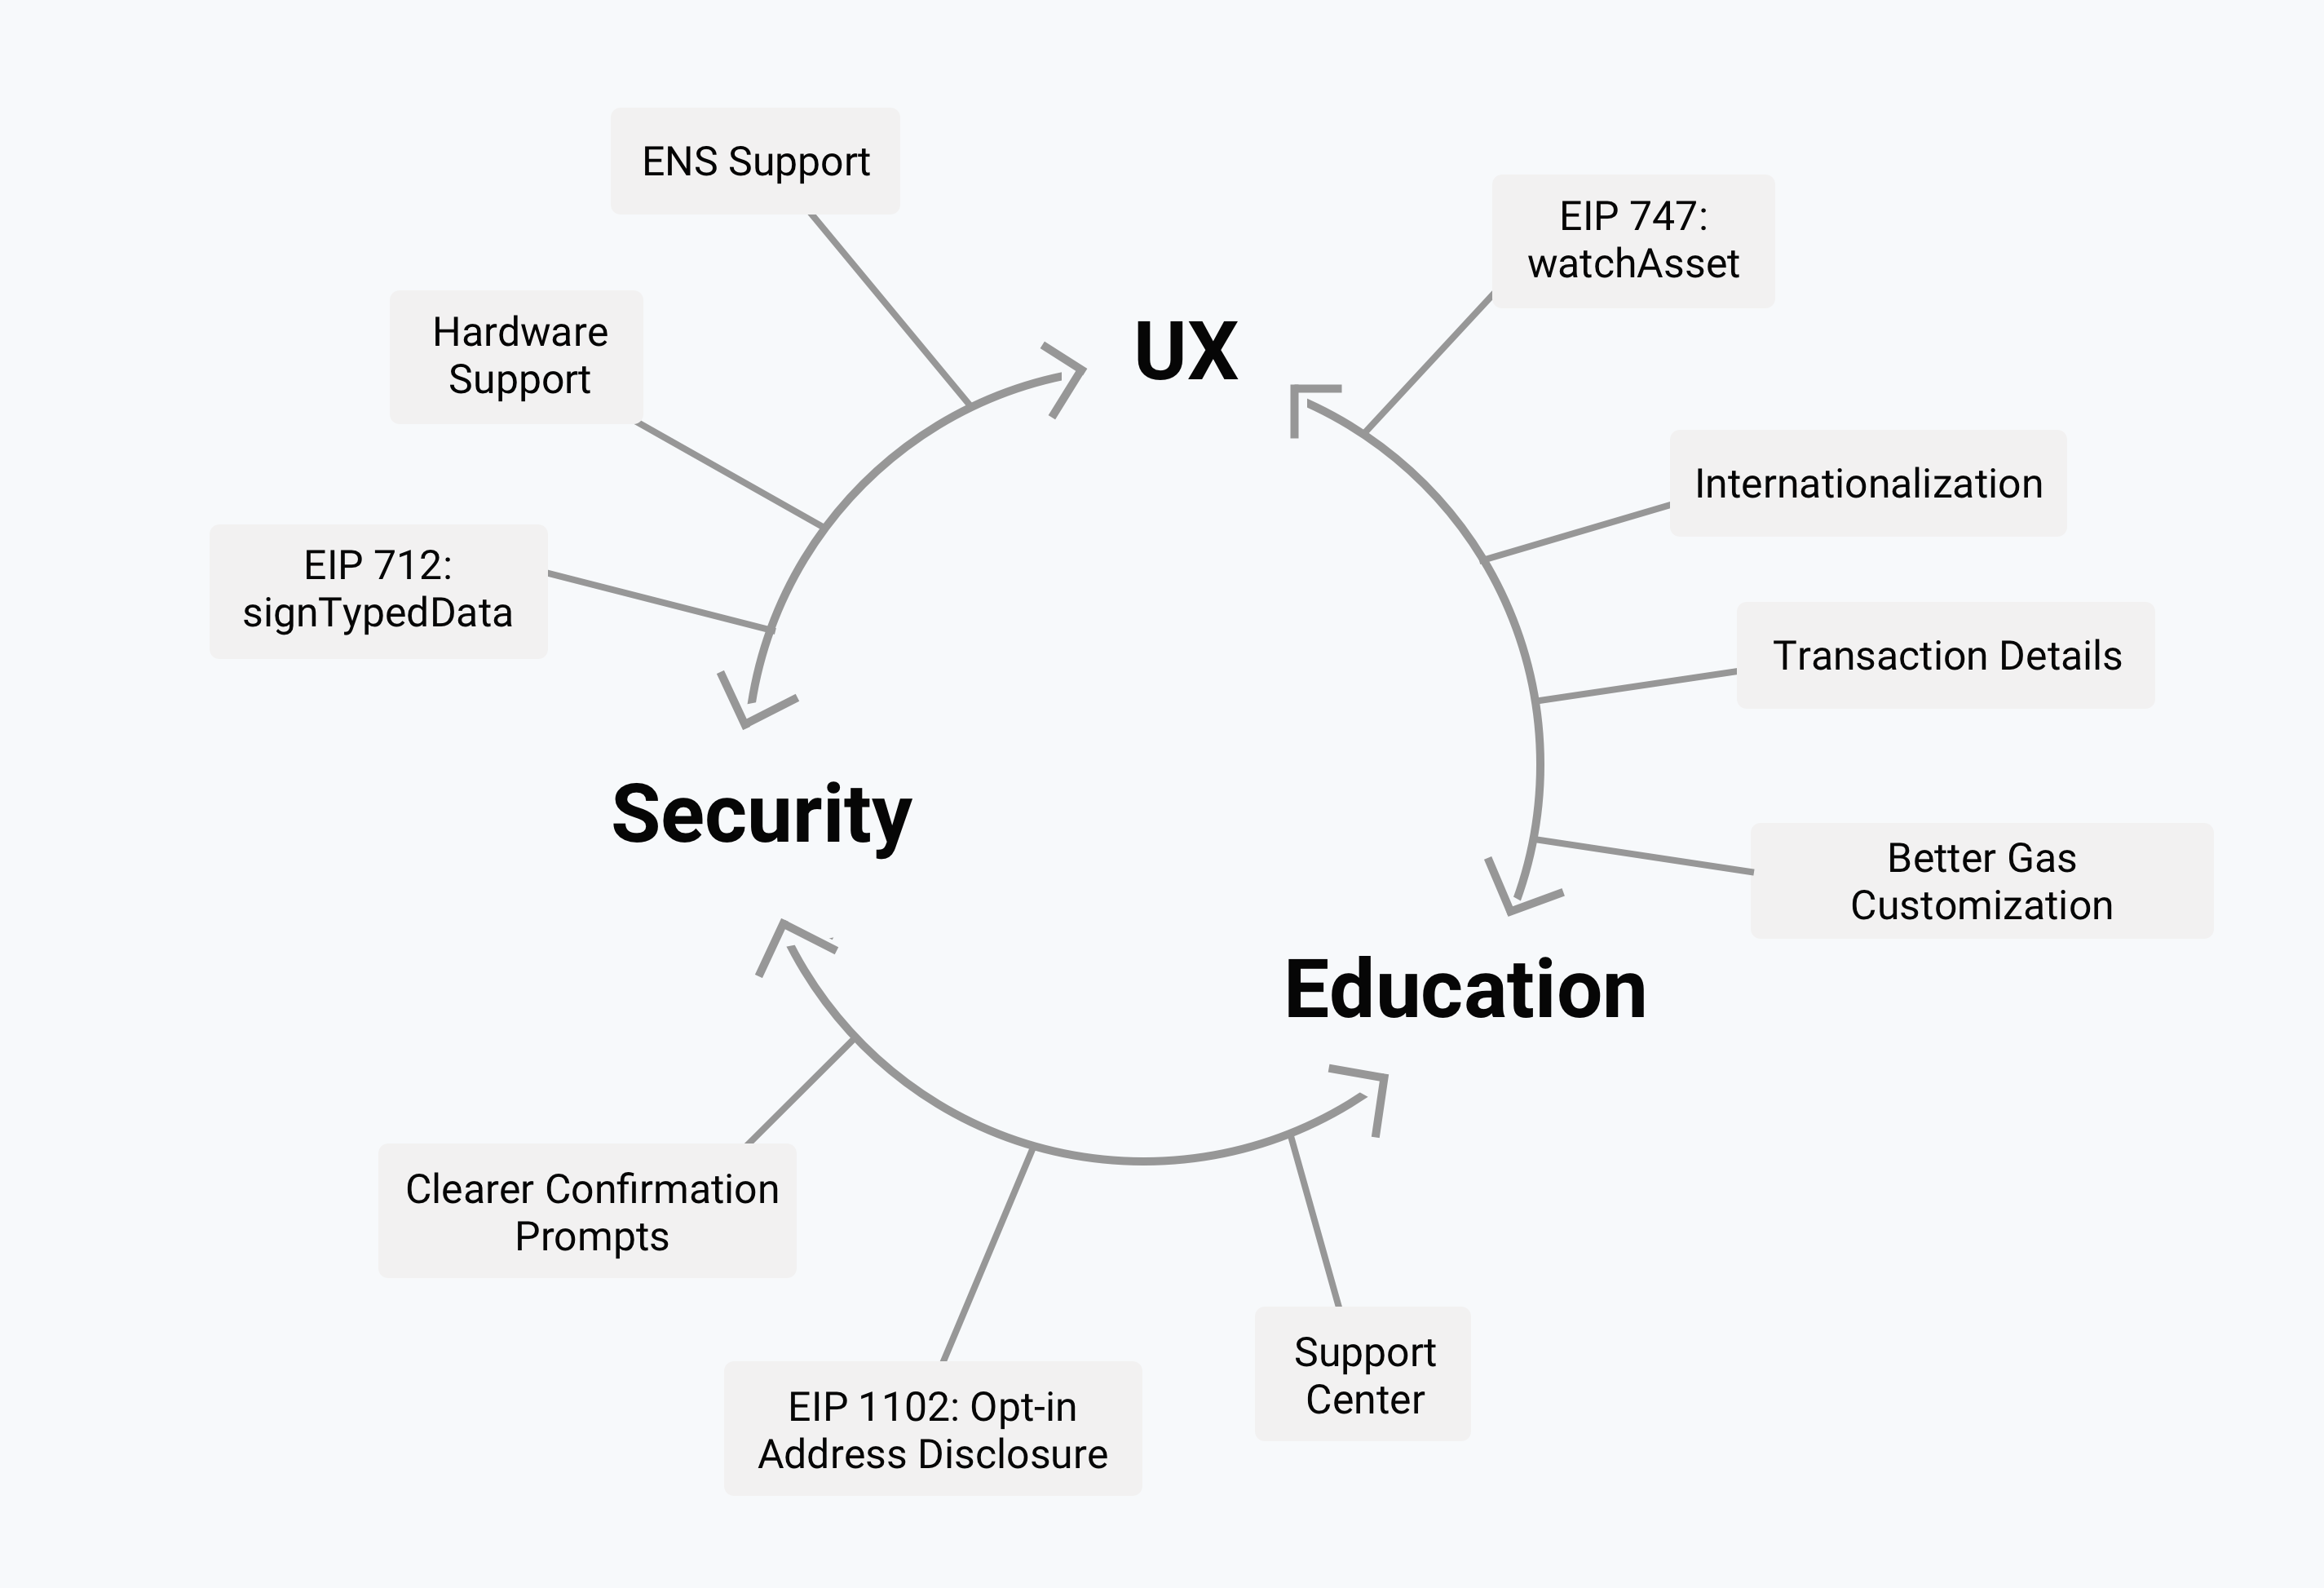 ENS Support
EIP 747:
watchAsset
Hardware
Support
UX
Internationalization
EIP 712:
signTypedData
Transaction Details
Security
Better Gas
Customization
Education
Clearer Confirmation
Prompts
Support
Center
EIP 1102: Opt-in
Address Disclosure